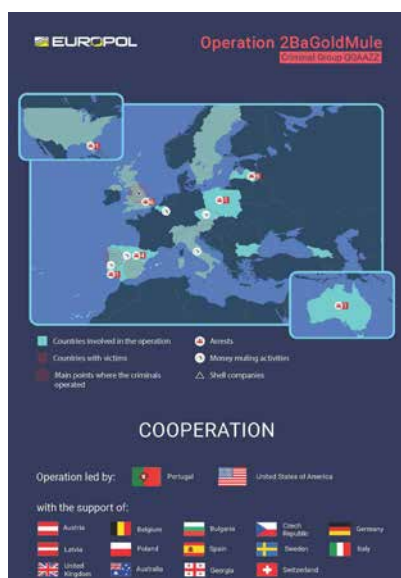 EUROPOL
Operation 2BaGoldMule
Criminal Group QQAAZZ
Countries involved in the operation
Arrests
Countries with victims
Money muling activities
Main points where the criminals operated
Shell companies
COOPERATION
Operation led by:
Portugal
United States of America
with the support of:
Austria
Belgium
Bulgaria
Czech Republic
Germany
Latvia
Poland
Spain
Sweden
Italy
United Kingdom
Australia
Georgia
Switzerland